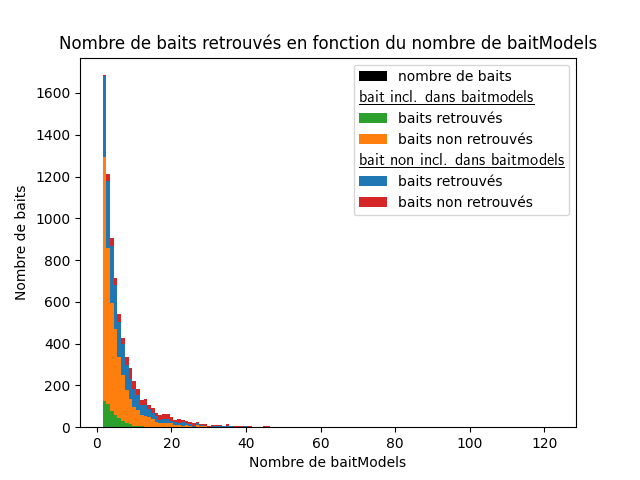 Nombre de baits retrouvés en fonction du nombre de baitModels
nombre de baits
bait incl. dans baitmodels
baits retrouvés
baits non retrouvés
bait non incl. dans baitmodels
baits retrouvés
baits non retrouvés
Nombre de baits
1600
1400
1200
1000
800
600
400
200
0
0 20 40 60 80 100 120
Nombre de baitModels